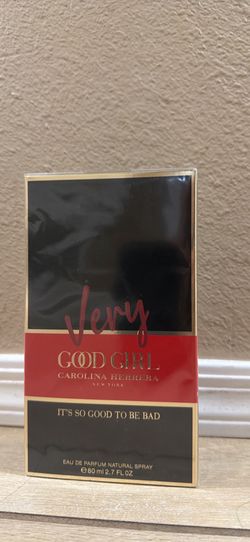 Very
GOOD GIRL
CAROLINA HERRERA
NEW YORK
IT'S SO GOOD TO BE BAD
EAU DE PARFUM NATURAL SPRAY
℮ 80 ml 2.7 FL.OZ